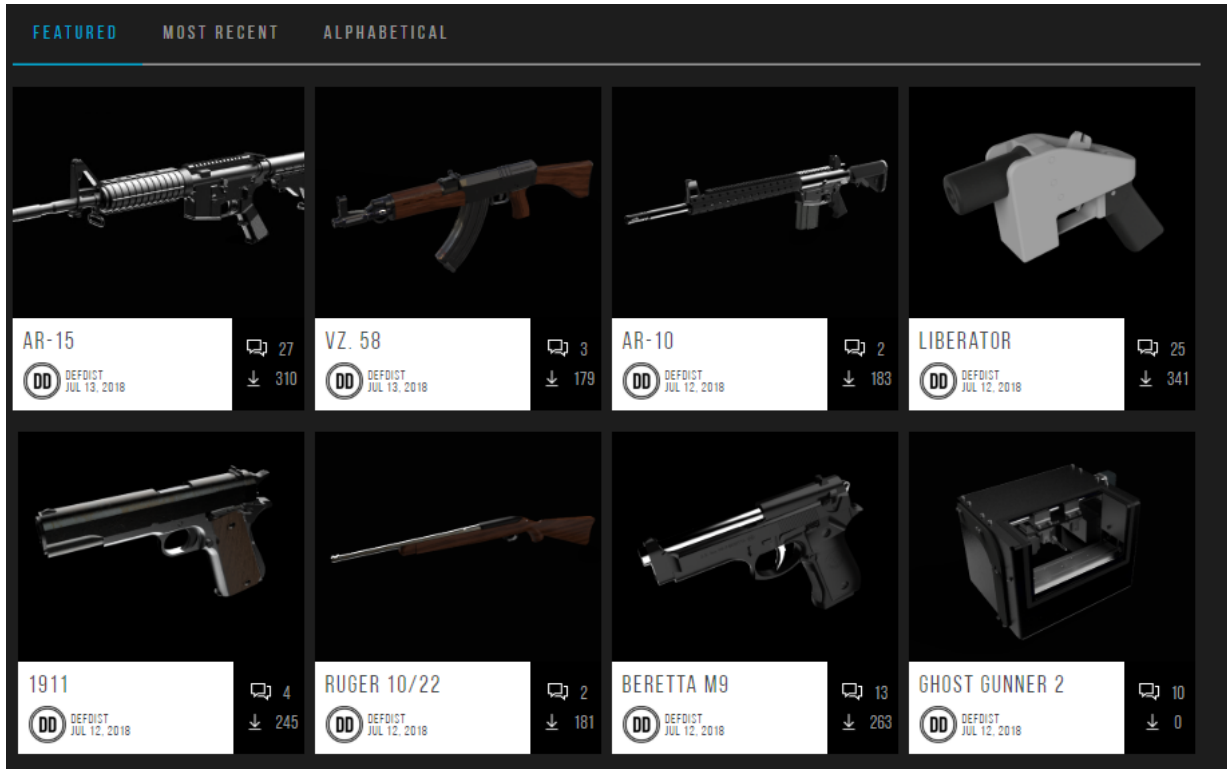 FEATURED MOST RECENT ALPHABETICAL
AR-15
DD DEFDIST
JUL 13, 2018
27
310
VZ. 58
DD DEFDIST
JUL 13, 2018
3
179
AR-10
DD DEFDIST
JUL 12, 2018
2
183
LIBERATOR
DD DEFDIST
JUL 12, 2018
25
341
1911
DD DEFDIST
JUL 12, 2018
4
245
RUGER 10/22
DD DEFDIST
JUL 12, 2018
2
181
BERETTA M9
DD DEFDIST
JUL 12, 2018
13
263
GHOST GUNNER 2
DD DEFDIST
JUL 12, 2018
10
0